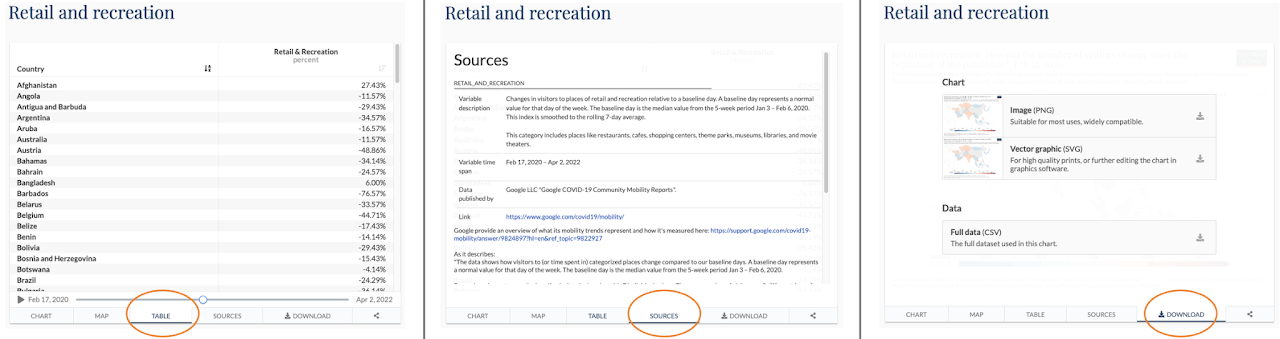 Retail and recreation
Retail & Recreation
percent
Country
Afghanistan 27.43%
Angola -11.57%
Antigua and Barbuda -29.43%
Argentina -34.57%
Aruba -16.57%
Australia -11.57%
Austria -48.86%
Bahamas -34.14%
Bahrain -24.57%
Bangladesh 6.00%
Barbados -76.57%
Belarus -33.57%
Belgium -44.71%
Belize -17.43%
Benin -14.14%
Bolivia -29.43%
Bosnia and Herzegovina -15.43%
Botswana -4.14%
Brazil -24.29%
Feb 17, 2020 Apr 2, 2022
CHART MAP TABLE SOURCES DOWNLOAD
Retail and recreation
Sources
RETAIL_AND_RECREATION
Variable description
Changes in visitors to places of retail and recreation relative to a baseline day. A baseline day represents a normal
value for that day of the week. The baseline day is the median value from the 5-week period Jan 3 – Feb 6, 2020.
This index is smoothed to the rolling 7-day average.
This category includes places like restaurants, cafes, shopping centers, theme parks, museums, libraries, and movie
theaters.
Variable time span
Feb 17, 2020 – Apr 2, 2022
Data published by
Google LLC "Google COVID-19 Community Mobility Reports".
Link https://www.google.com/covid19/mobility/
Google provide an overview of what its mobility trends represent and how it's measured here: https://support.google.com/covid19-
mobility/answer/9824897?hl=en&ref_topic=9822927
As it describes:
"The data shows how visitors to (or time spent in) categorized places change compared to our baseline days. A baseline day represents
a normal value for that day of the week. The baseline day is the median value from the 5-week period Jan 3 – Feb 6, 2020.
CHART MAP TABLE SOURCES DOWNLOAD
Retail and recreation
Chart
Image (PNG)
Suitable for most uses, widely compatible.
Vector graphic (SVG)
For high quality prints, or further editing the chart in
graphics software.
Data
Full data (CSV)
The full dataset used in this chart.
CHART MAP TABLE SOURCES DOWNLOAD